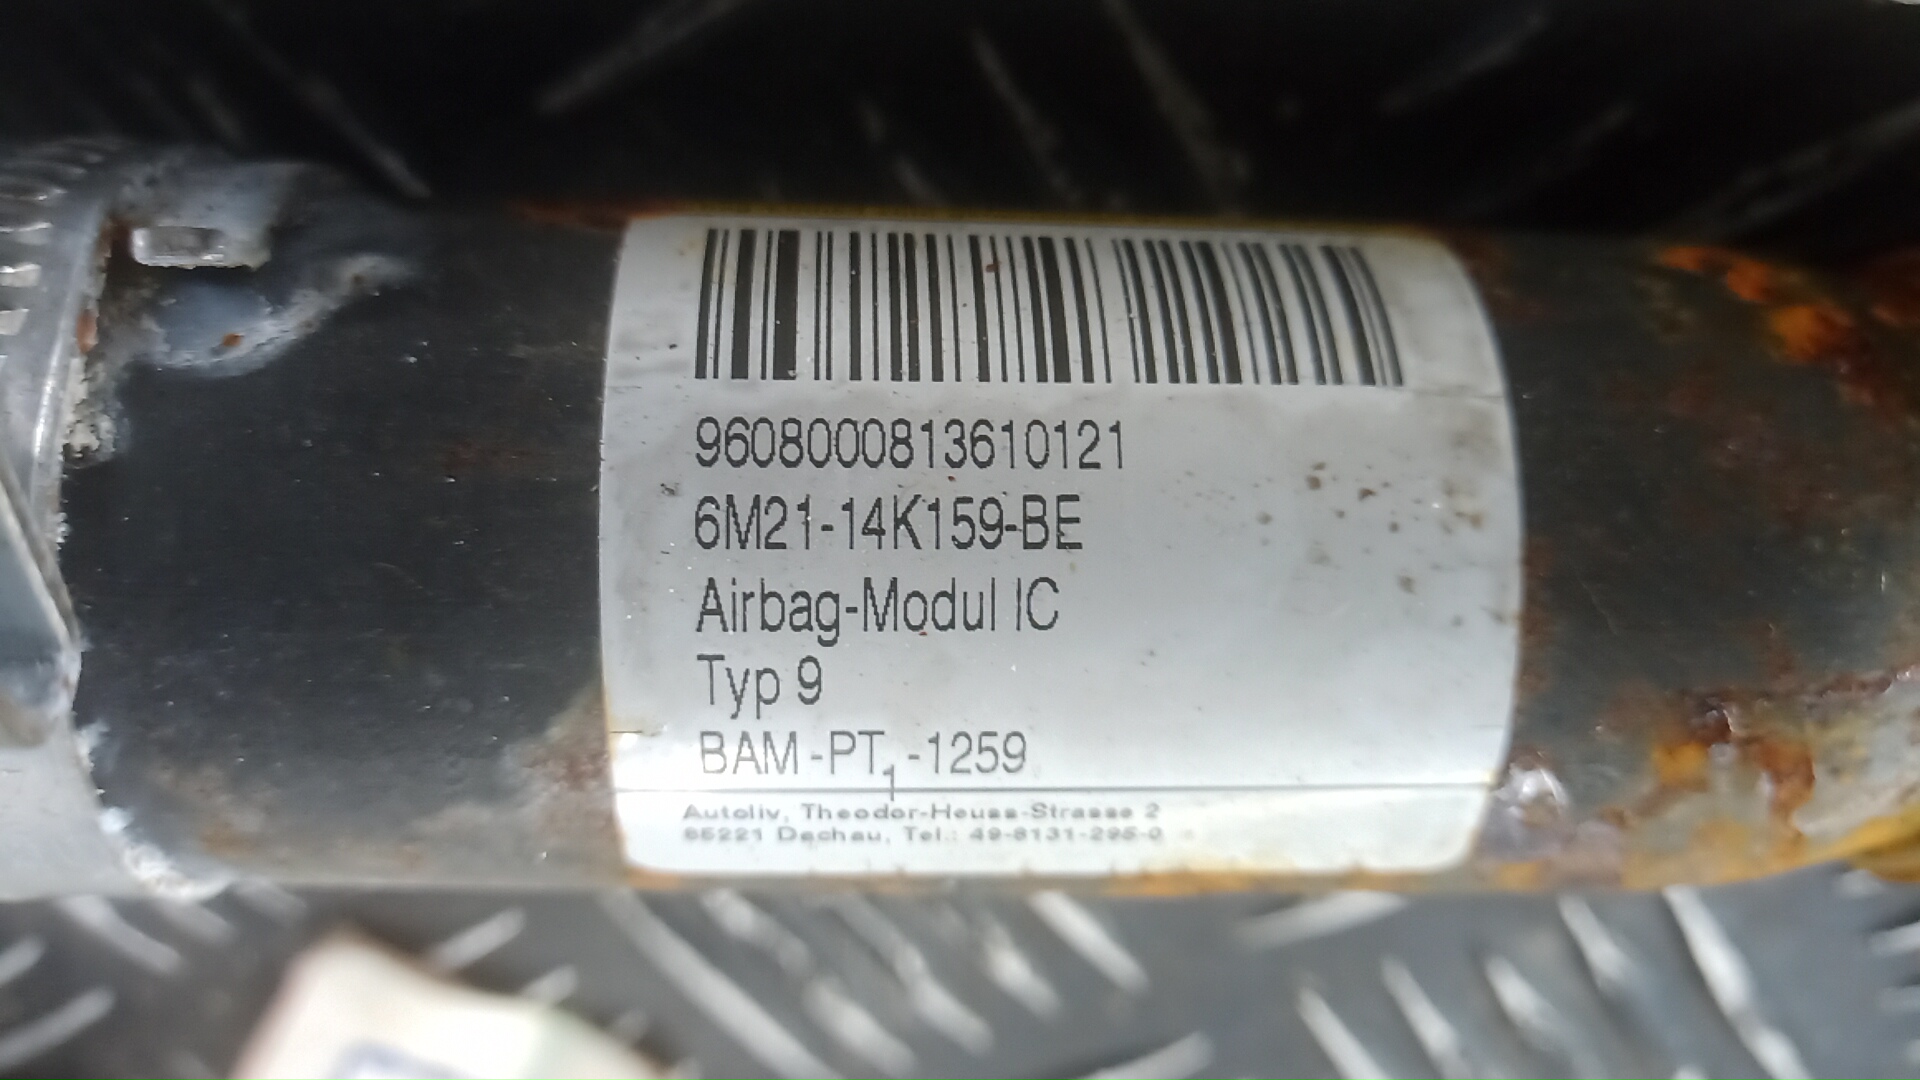 9608000813610121
6M21-14K159-BE
Airbag-Modul IC
Typ 9
BAM-PT₁-1259
Autoliv, Theodor-Heuss-Strasse 2
85221 Dachau, Tel.: 49-8131-295-0